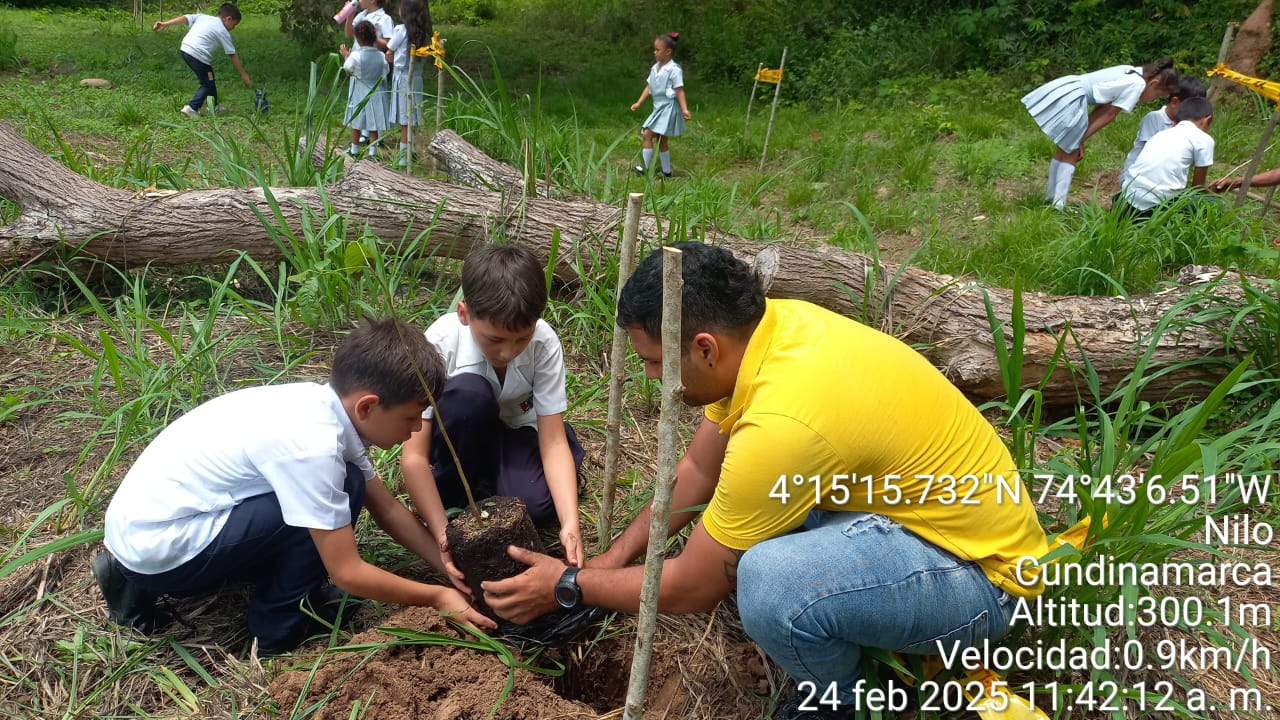 4°15'15.732"N 74°43'6.51"W
Nilo
Cundinamarca
Altitud:300.1m
Velocidad:0.9km/h
24 feb 2025 11:42:12 a. m.